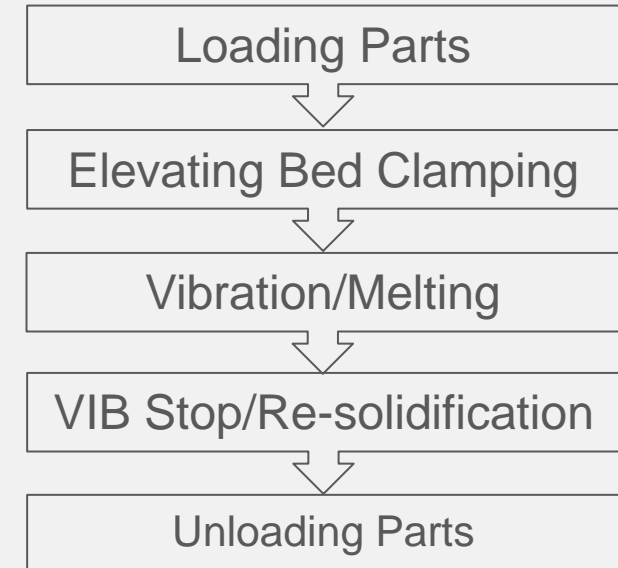 Loading Parts
Elevating Bed Clamping
Vibration/Melting
VIB Stop/Re-solidification
Unloading Parts